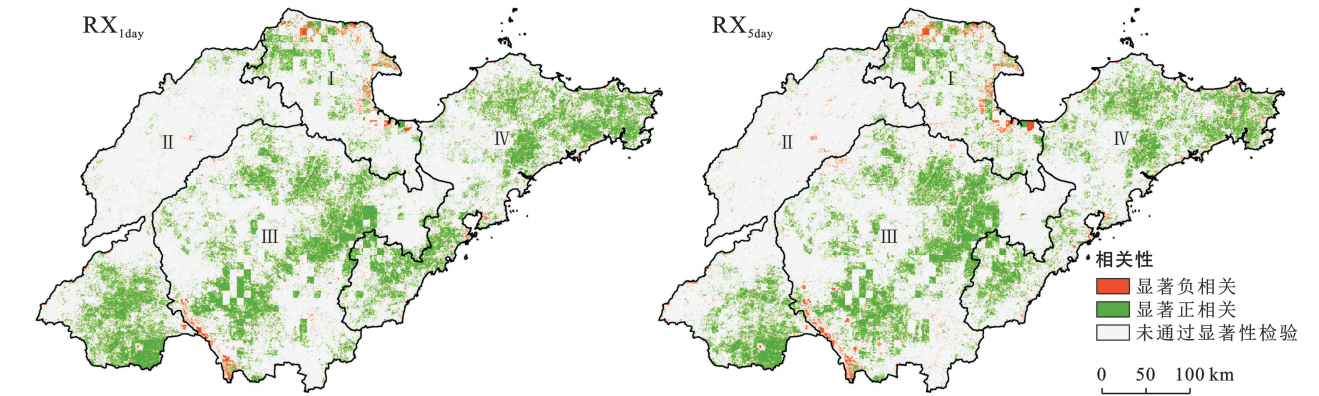 RX1day
I
II
III
IV
RX5day
I
II
III
IV
相关性
显著负相关
显著正相关
未通过显著性检验
0 50 100 km